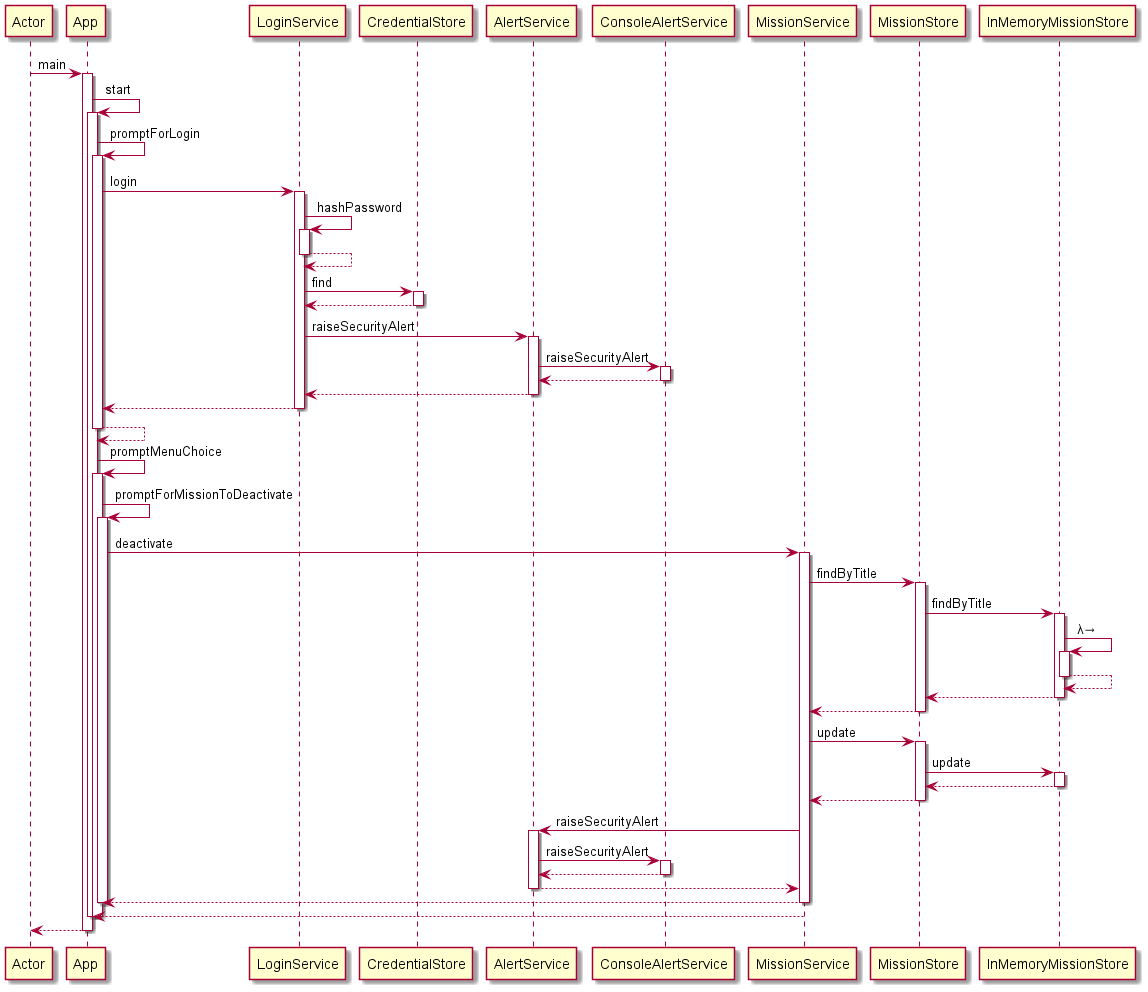 Actor App LoginService CredentialStore AlertService ConsoleAlertService MissionService MissionStore InMemoryMissionStore
main
start
promptForLogin
login
hashPassword
find
raiseSecurityAlert
raiseSecurityAlert
promptMenuChoice
promptForMissionToDeactivate
deactivate
findByTitle
findByTitle
λ→
update
update
raiseSecurityAlert
raiseSecurityAlert
Actor App LoginService CredentialStore AlertService ConsoleAlertService MissionService MissionStore InMemoryMissionStore